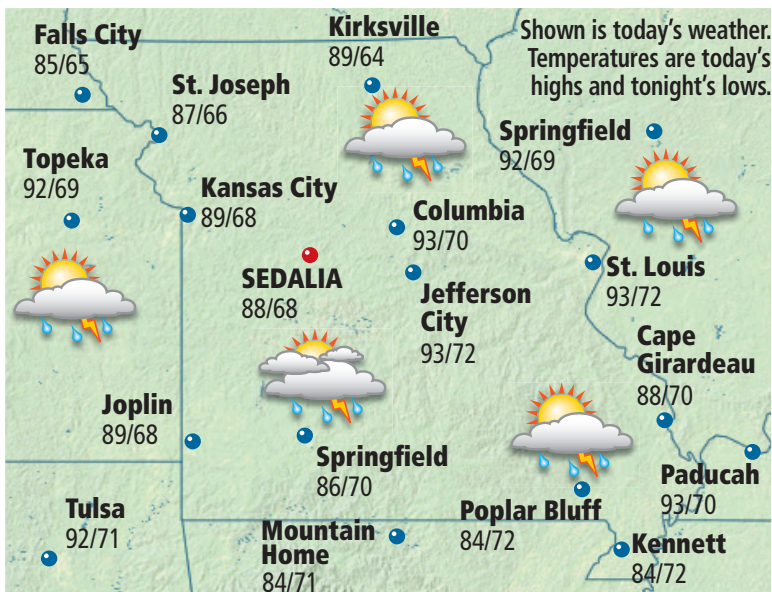 Shown is today's weather.
Temperatures are today's
highs and tonight's lows.
Falls City
85/65
Kirksville
89/64
St. Joseph
87/66
Springfield
92/69
Topeka
92/69
Kansas City
89/68
Columbia
93/70
SEDALIA
88/68
St. Louis
93/72
Jefferson
City
93/72
Cape
Girardeau
88/70
Joplin
89/68
Springfield
86/70
Paducah
93/70
Tulsa
92/71
Poplar Bluff
84/72
Mountain
Home
84/71
Kennett
84/72